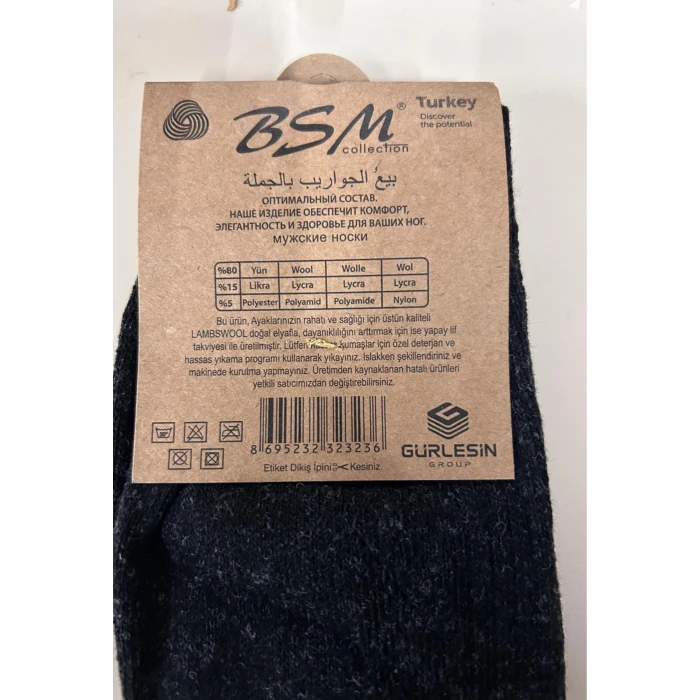 BSM®
collection
Turkey
Discover
the potential
بيعُ الجواريب بالجملة
ОПТИМАЛЬНЫЙ СОСТАВ.
НАШЕ ИЗДЕЛИЕ ОБЕСПЕЧИТ КОМФОРТ,
ЭЛЕГАНТНОСТЬ И ЗДОРОВЬЕ ДЛЯ ВАШИХ НОГ.
МУЖСКИЕ НОСКИ
%80 Yün Wool Wolle Wol
%15 Likra Lycra Lycra Lycra
%5 Polyester Polyamid Polyamide Nylon
Bu ürün, Ayaklarınızın rahatı ve sağlığı için üstün kaliteli
LAMBSWOOL doğal elyafla, dayanıklılığını arttırmak için ise yapay lif
takviyesi ile üretilmiştir. Lütfen kumaşlar için özel deterjan ve
hassas yıkama programı kullanarak yıkayınız. Islakken şekillendiriniz ve
makinede kurulma yapmayınız. Üretimden kaynaklanan hatalı ürünleri
yetkili satıcımızdan değiştirebilirsiniz.
8 695232 323236
Etiket Dikiş İpini Kesiniz.
GÜRLESİN
GROUP